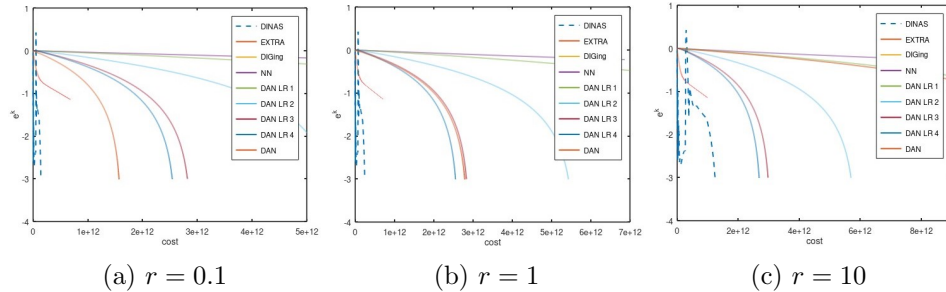 1
0
-1
-2
-3
-4
e^k
0
1e+12
2e+12
3e+12
4e+12
5e+12
cost
DINAS
EXTRA
DIGing
NN
DAN LR 1
DAN LR 2
DAN LR 3
DAN LR 4
DAN
(a) r = 0.1
1
0
-1
-2
-3
-4
e^k
0
1e+12
2e+12
3e+12
4e+12
5e+12
6e+12
7e+12
cost
DINAS
EXTRA
DIGing
NN
DAN LR 1
DAN LR 2
DAN LR 3
DAN LR 4
DAN
(b) r = 1
1
0
-1
-2
-3
-4
e^k
0
2e+12
4e+12
6e+12
8e+12
cost
DINAS
EXTRA
DIGing
NN
DAN LR 1
DAN LR 2
DAN LR 3
DAN LR 4
DAN
(c) r = 10